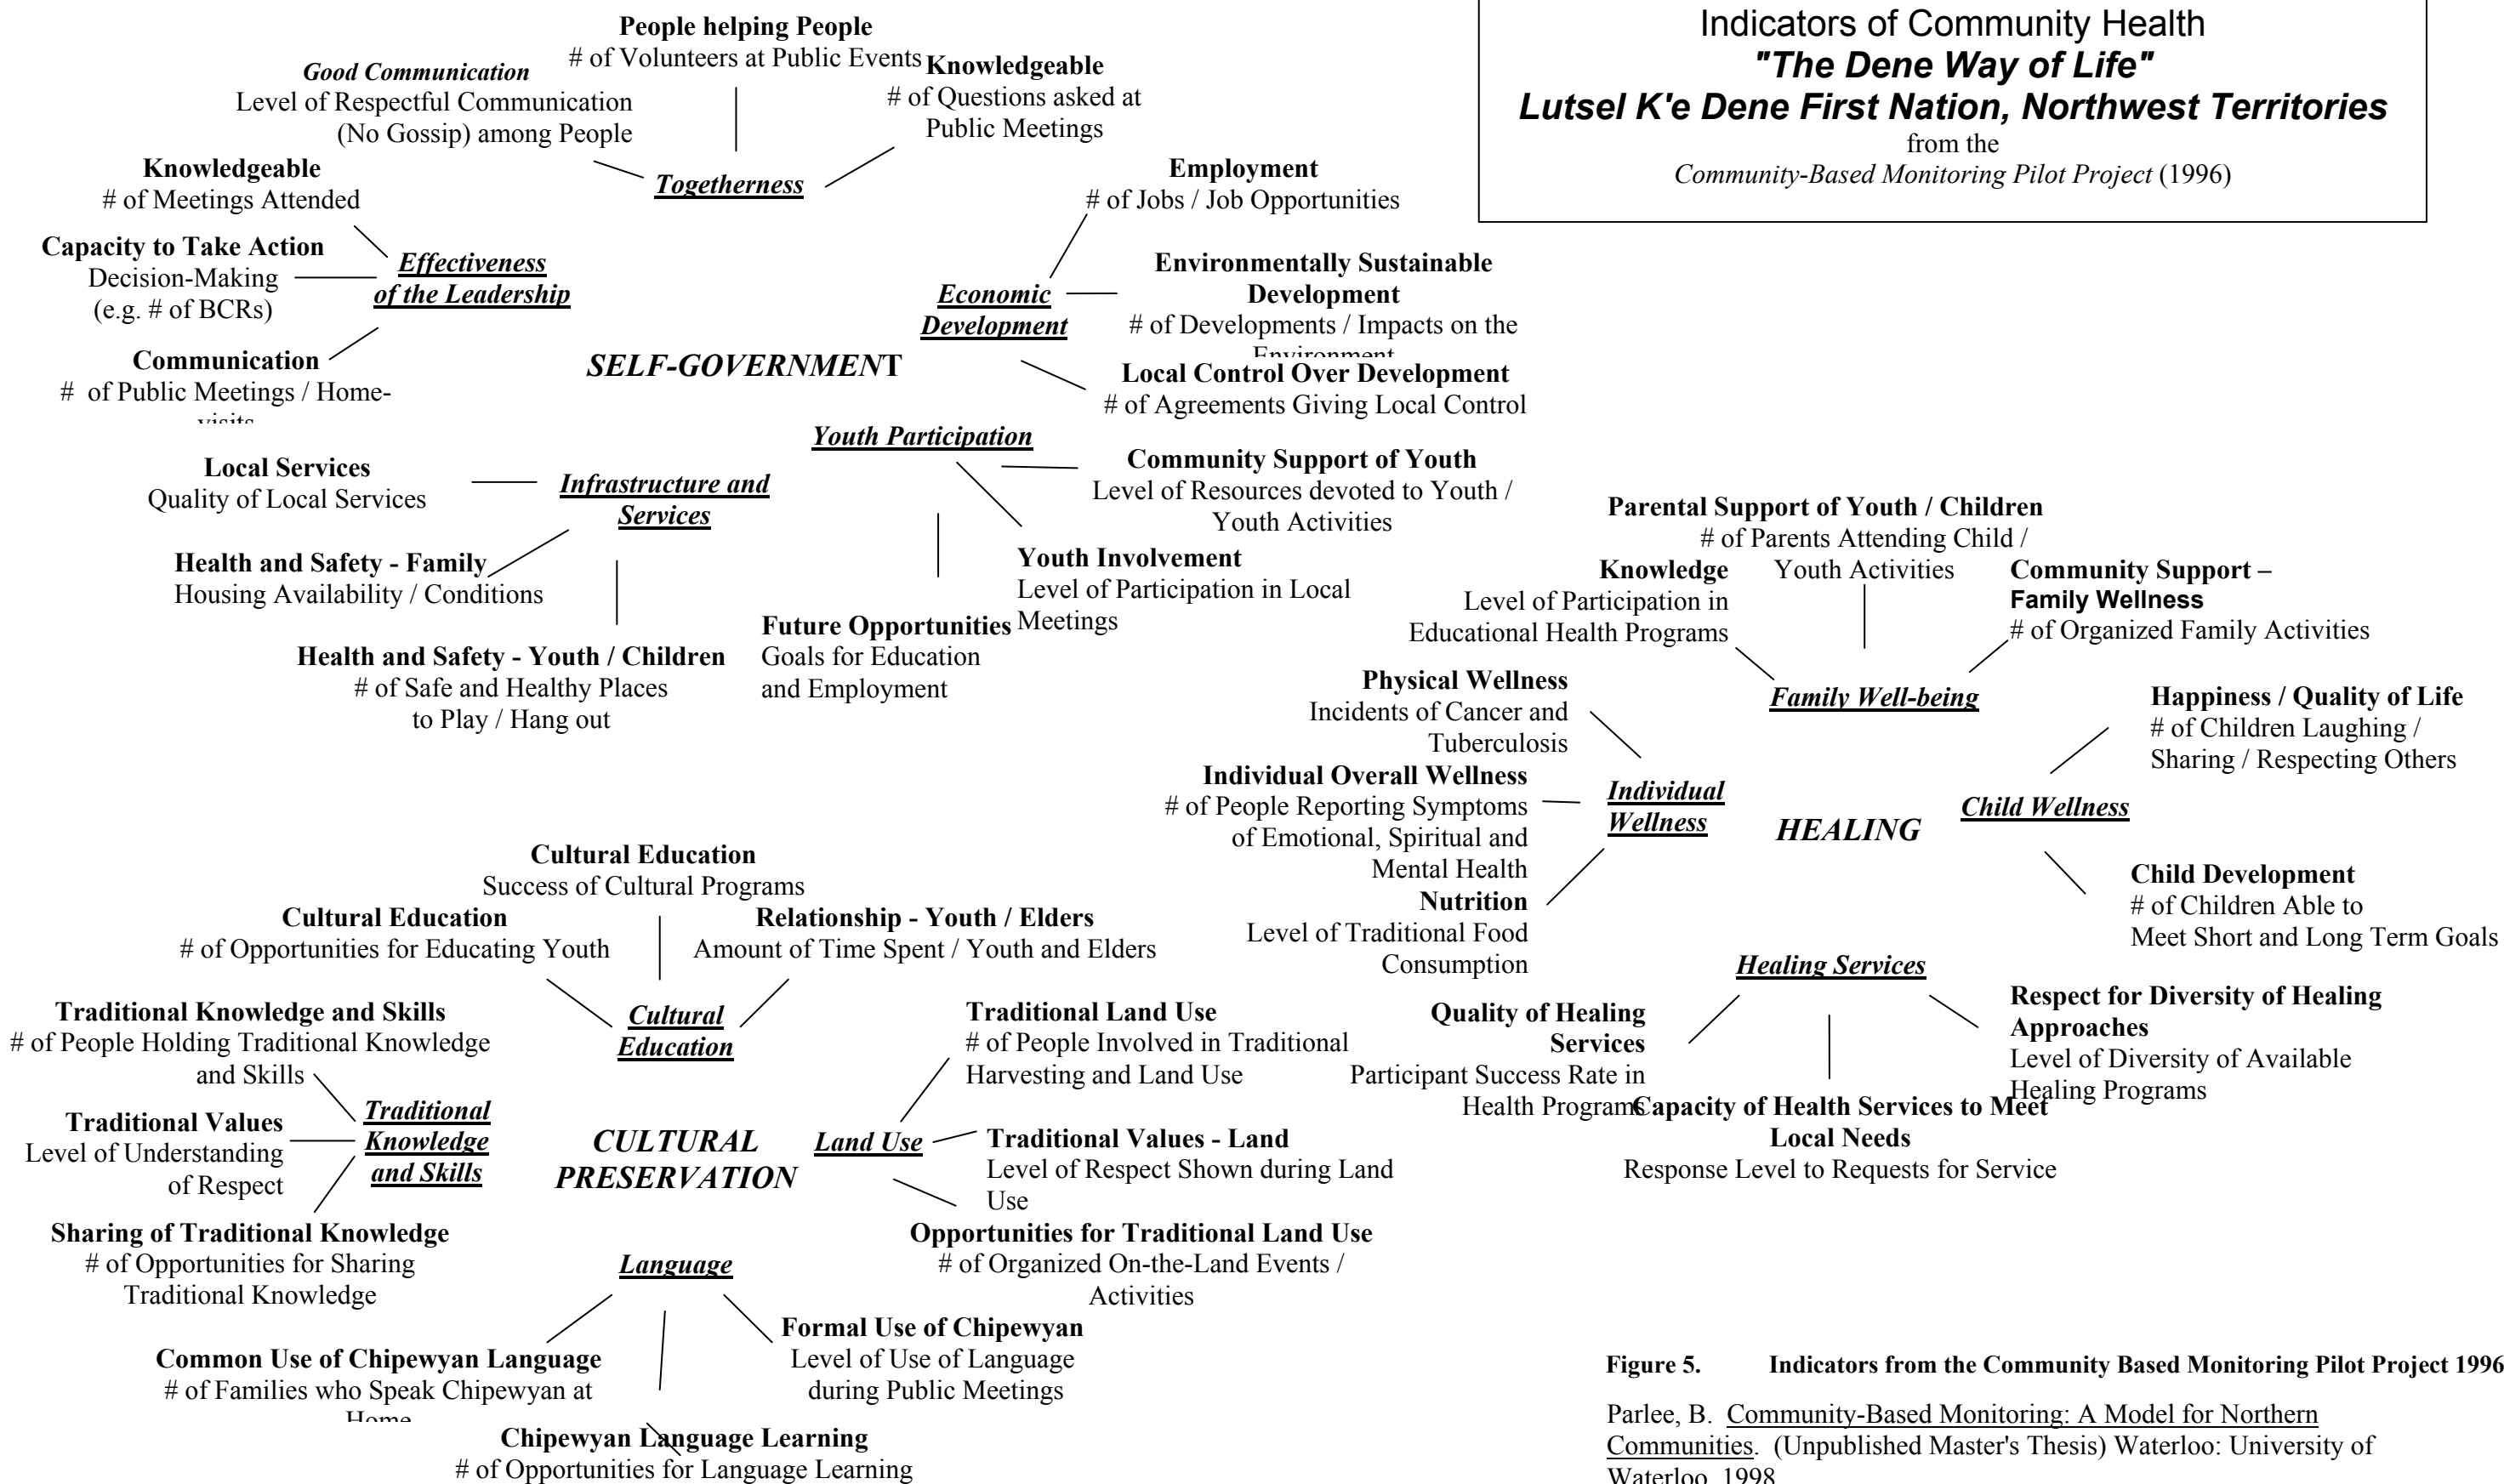 Indicators of Community Health
"The Dene Way of Life"
Lutsel K'e Dene First Nation, Northwest Territories
from the
Community-Based Monitoring Pilot Project (1996)
People helping People
# of Volunteers at Public Events
Good Communication
Level of Respectful Communication
(No Gossip) among People
Knowledgeable
# of Questions asked at
Public Meetings
Togetherness
Knowledgeable
# of Meetings Attended
Capacity to Take Action
Decision-Making
(e.g. # of BCRs)
Communication
# of Public Meetings / Home-
visits
Effectiveness
of the Leadership
Employment
# of Jobs / Job Opportunities
Environmentally Sustainable
Development
# of Developments / Impacts on the
Environment
Local Control Over Development
# of Agreements Giving Local Control
Economic
Development
SELF-GOVERNMENT
Youth Participation
Community Support of Youth
Level of Resources devoted to Youth /
Youth Activities
Youth Involvement
Level of Participation in Local
Meetings
Future Opportunities
Goals for Education
and Employment
Infrastructure and
Services
Local Services
Quality of Local Services
Health and Safety - Family
Housing Availability / Conditions
Health and Safety - Youth / Children
# of Safe and Healthy Places
to Play / Hang out
Parental Support of Youth / Children
# of Parents Attending Child /
Youth Activities
Knowledge
Level of Participation in
Educational Health Programs
Community Support –
Family Wellness
# of Organized Family Activities
Family Well-being
Physical Wellness
Incidents of Cancer and
Tuberculosis
Individual Overall Wellness
# of People Reporting Symptoms
of Emotional, Spiritual and
Mental Health
Nutrition
Level of Traditional Food
Consumption
Individual
Wellness
HEALING
Child Wellness
Happiness / Quality of Life
# of Children Laughing /
Sharing / Respecting Others
Child Development
# of Children Able to
Meet Short and Long Term Goals
Healing Services
Quality of Healing
Services
Participant Success Rate in
Health Programs
Capacity of Health Services to Meet
Local Needs
Response Level to Requests for Service
Respect for Diversity of Healing
Approaches
Level of Diversity of Available
Healing Programs
Cultural Education
Success of Cultural Programs
Cultural Education
# of Opportunities for Educating Youth
Relationship - Youth / Elders
Amount of Time Spent / Youth and Elders
Cultural
Education
Traditional Knowledge and Skills
# of People Holding Traditional Knowledge
and Skills
Traditional Values
Level of Understanding
of Respect
Sharing of Traditional Knowledge
# of Opportunities for Sharing
Traditional Knowledge
Traditional
Knowledge
and Skills
CULTURAL
PRESERVATION
Land Use
Traditional Land Use
# of People Involved in Traditional
Harvesting and Land Use
Traditional Values - Land
Level of Respect Shown during Land
Use
Opportunities for Traditional Land Use
# of Organized On-the-Land Events /
Activities
Language
Common Use of Chipewyan Language
# of Families who Speak Chipewyan at
Home
Formal Use of Chipewyan
Level of Use of Language
during Public Meetings
Chipewyan Language Learning
# of Opportunities for Language Learning
Figure 5. Indicators from the Community Based Monitoring Pilot Project 1996
Parlee, B. Community-Based Monitoring: A Model for Northern
Communities. (Unpublished Master's Thesis) Waterloo: University of
Waterloo, 1998